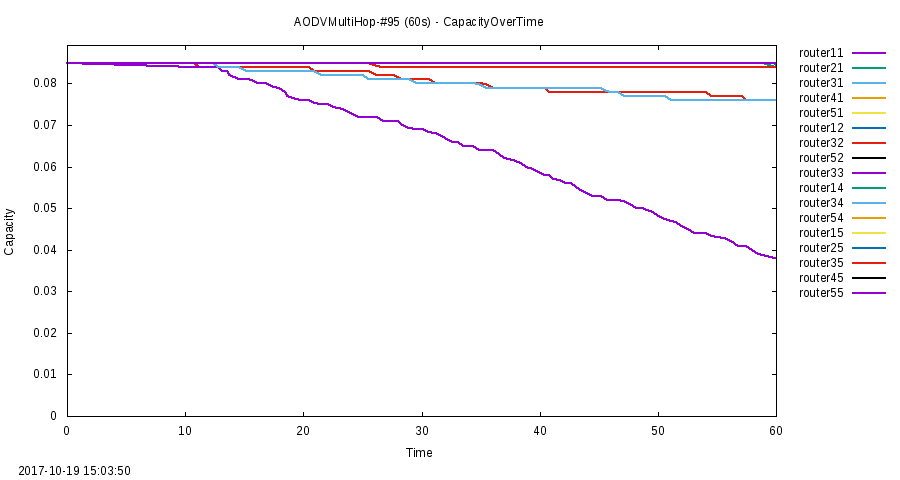 AODVMultiHop-#95 (60s) - CapacityOverTime
router11
router21
router31
router41
router51
router12
router32
router52
router33
router14
router34
router54
router15
router25
router35
router45
router55
0.08
0.07
0.06
0.05
0.04
0.03
0.02
0.01
0
Capacity
0 10 20 30 40 50 60
Time
2017-10-19 15:03:50